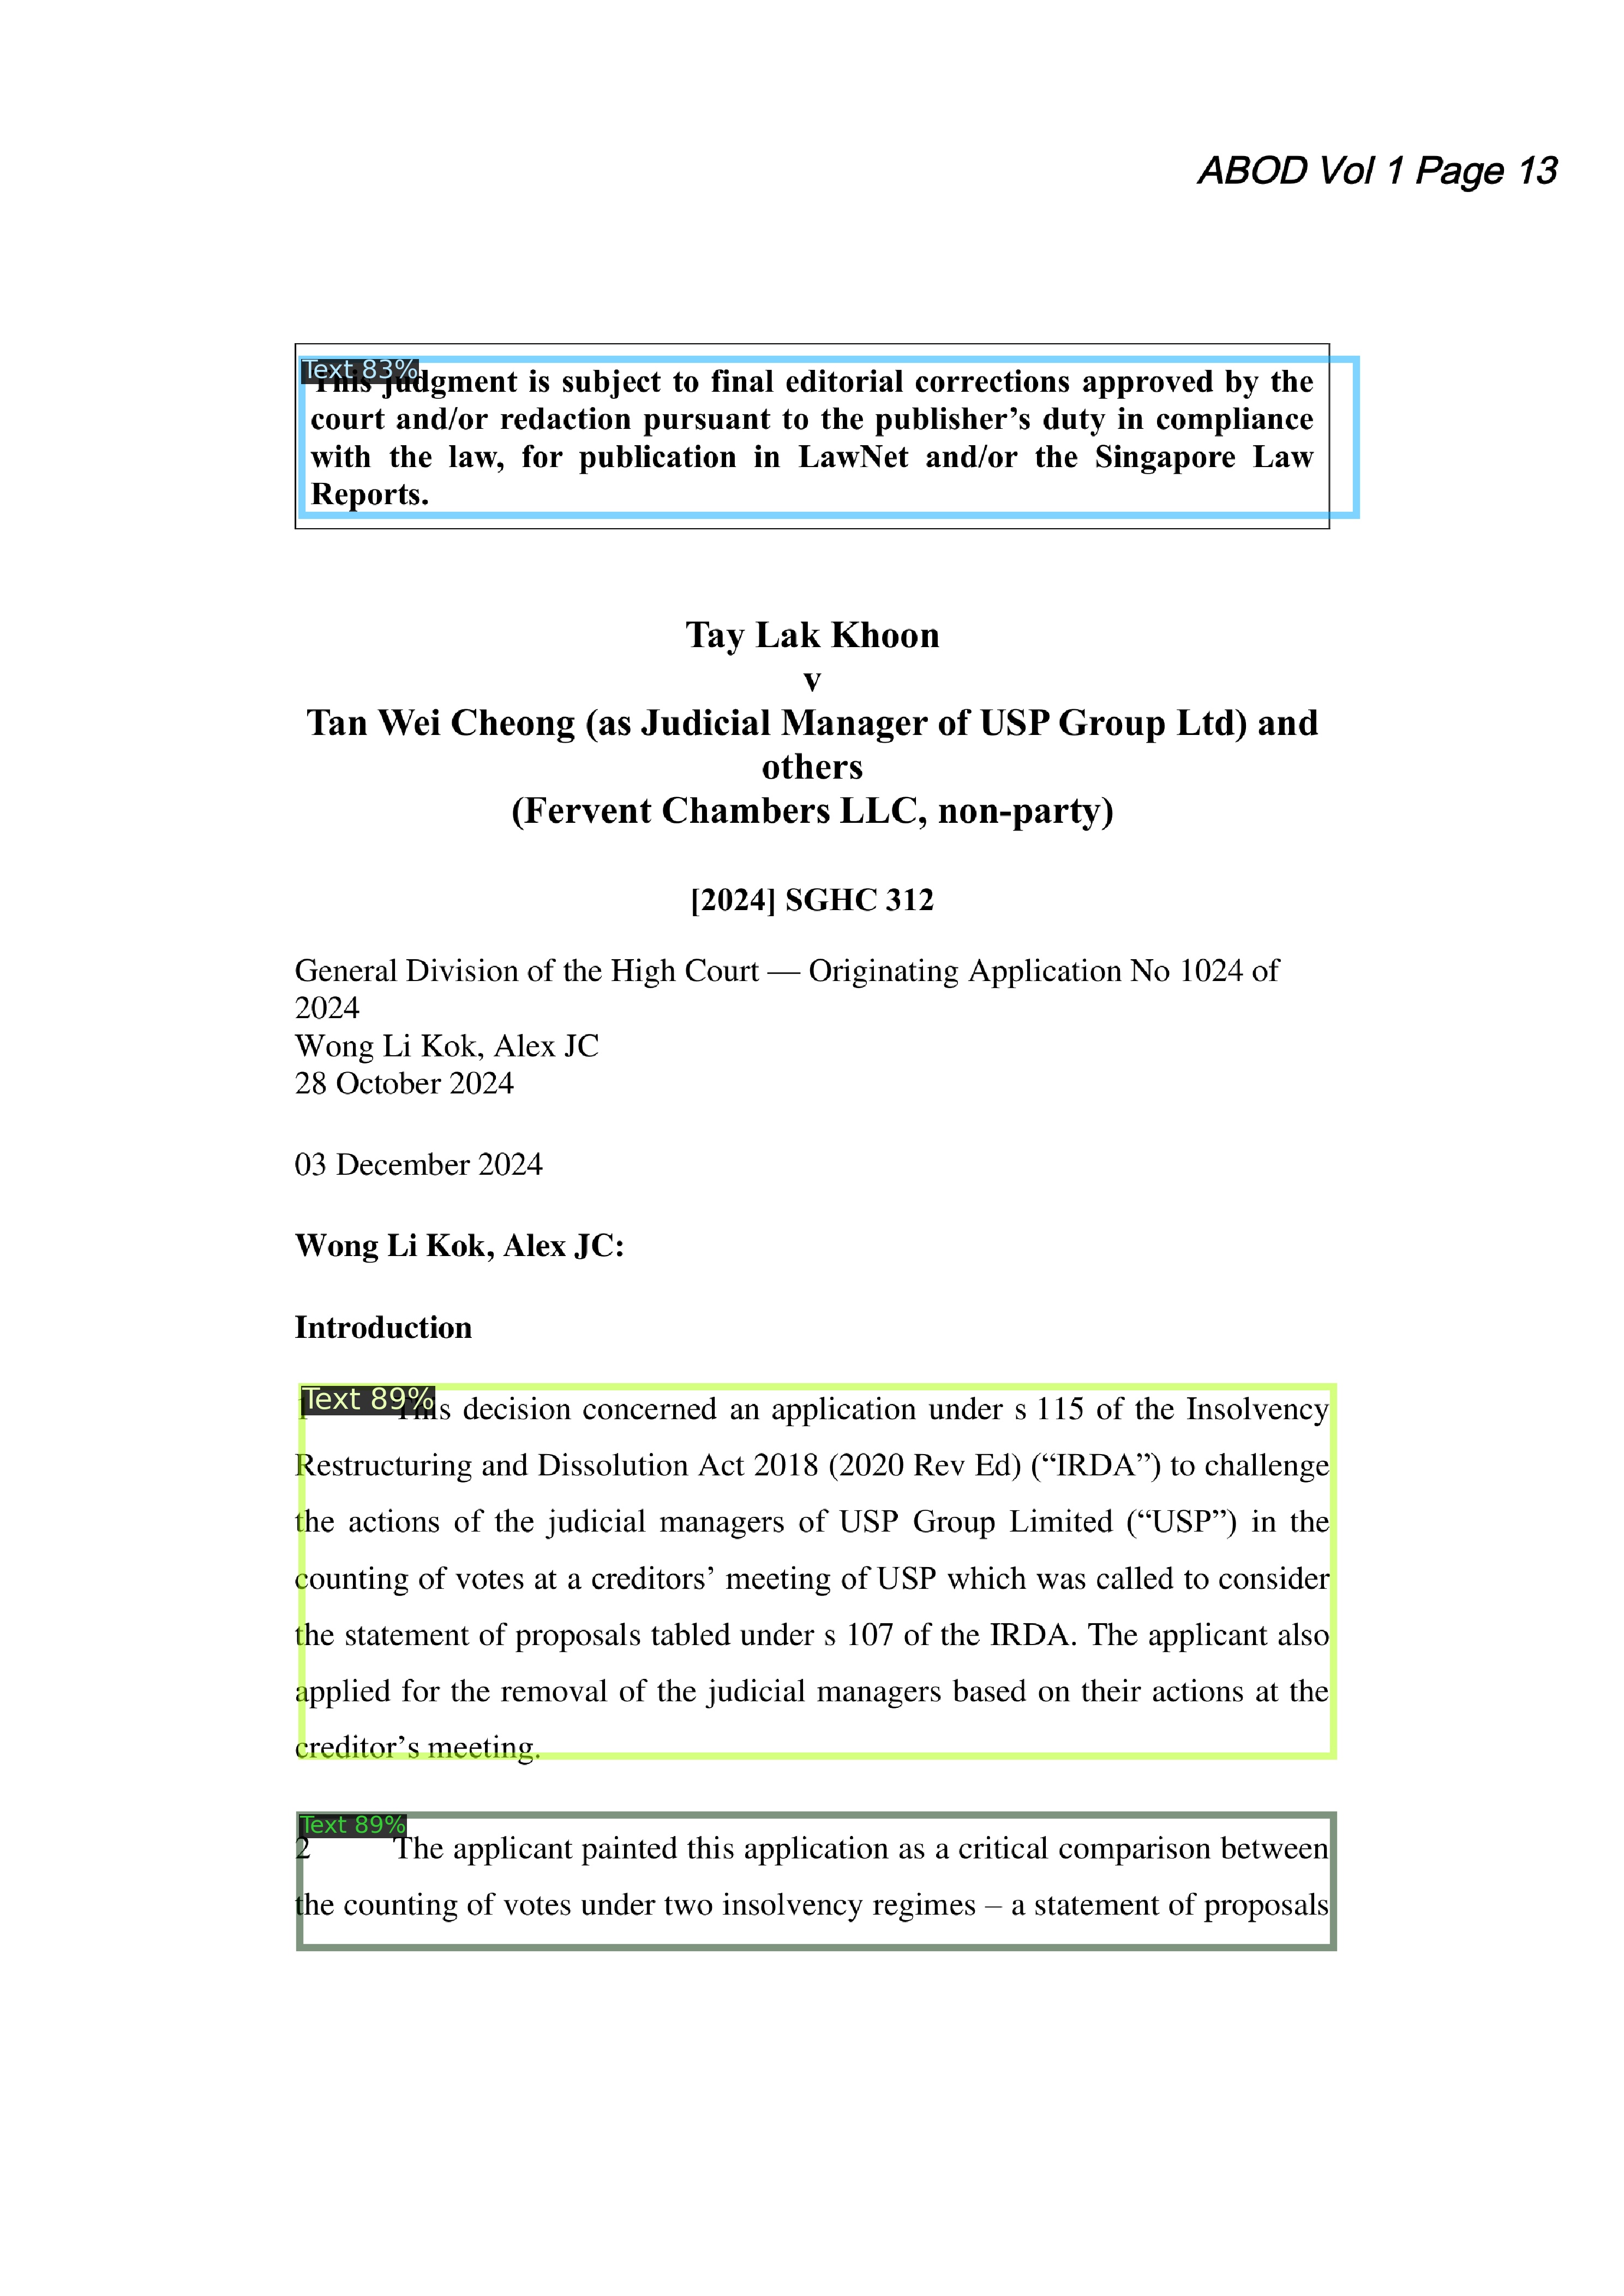 ABOD Vol 1 Page 13
Text 83%
This judgment is subject to final editorial corrections approved by the
court and/or redaction pursuant to the publisher’s duty in compliance
with the law, for publication in LawNet and/or the Singapore Law
Reports.
Tay Lak Khoon
v
Tan Wei Cheong (as Judicial Manager of USP Group Ltd) and
others
(Fervent Chambers LLC, non-party)
[2024] SGHC 312
General Division of the High Court — Originating Application No 1024 of
2024
Wong Li Kok, Alex JC
28 October 2024
03 December 2024
Wong Li Kok, Alex JC:
Introduction
Text 89%
1 This decision concerned an application under s 115 of the Insolvency
Restructuring and Dissolution Act 2018 (2020 Rev Ed) (“IRDA”) to challenge
the actions of the judicial managers of USP Group Limited (“USP”) in the
counting of votes at a creditors’ meeting of USP which was called to consider
the statement of proposals tabled under s 107 of the IRDA. The applicant also
applied for the removal of the judicial managers based on their actions at the
creditor’s meeting.
Text 89%
2 The applicant painted this application as a critical comparison between
the counting of votes under two insolvency regimes – a statement of proposals